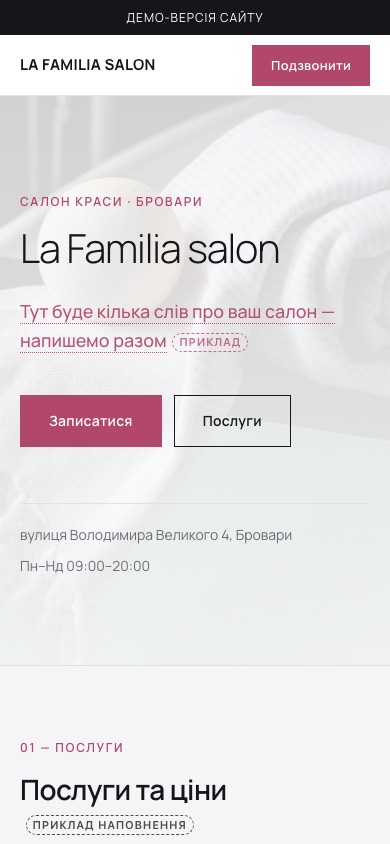 ДЕМО-ВЕРСІЯ САЙТУ
LA FAMILIA SALON
Подзвонити
САЛОН КРАСИ · БРОВАРИ
La Familia salon
Тут буде кілька слів про ваш салон —
напишемо разом ПРИКЛАД
Записатися
Послуги
вулиця Володимира Великого 4, Бровари
Пн–Нд 09:00–20:00
01 — ПОСЛУГИ
Послуги та ціни
ПРИКЛАД НАПОВНЕННЯ